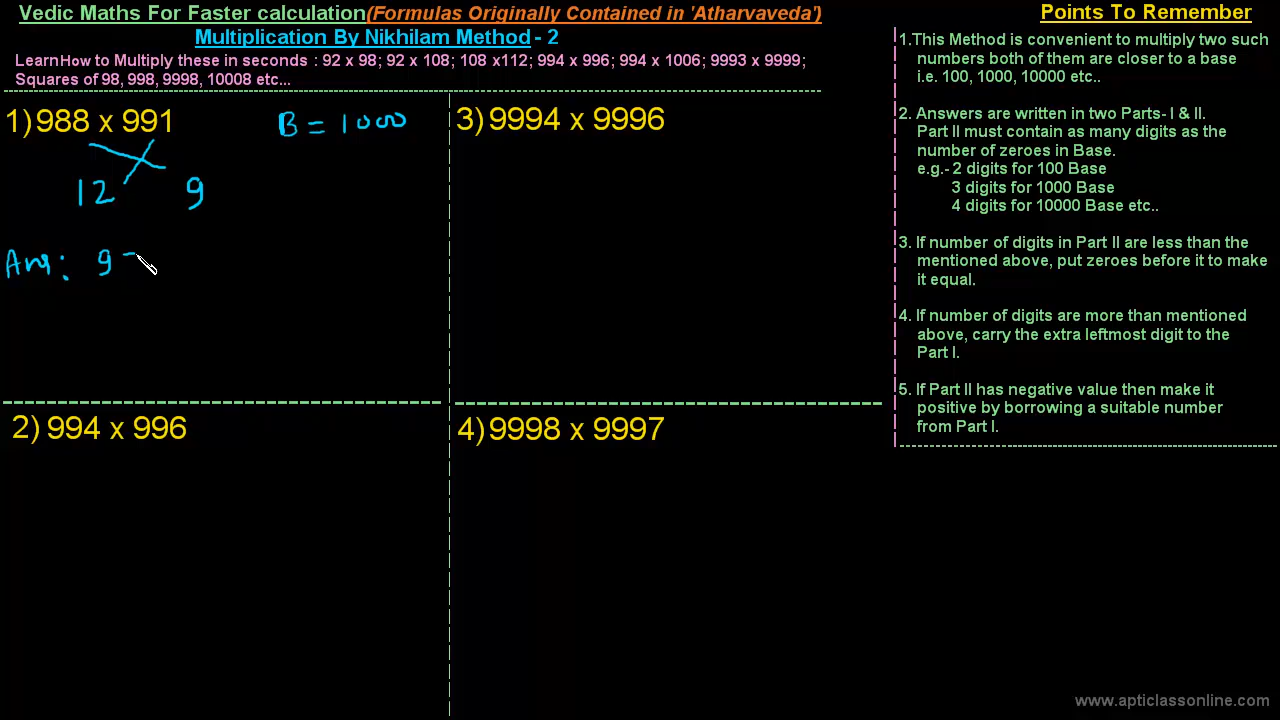 Vedic Maths For Faster calculation(Formulas Originally Contained in 'Atharvaveda')
Multiplication By Nikhilam Method - 2
Learn How to Multiply these in seconds : 92 x 98; 92 x 108; 108 x112; 994 x 996; 994 x 1006; 9993 x 9999;
Squares of 98, 998, 9998, 10008 etc...
1) 988 x 991
B = 1000
12 9
Ans: 9
2) 994 x 996
3) 9994 x 9996
4) 9998 x 9997
Points To Remember
1.This Method is convenient to multiply two such
numbers both of them are closer to a base
i.e. 100, 1000, 10000 etc..
2. Answers are written in two Parts- I & II.
Part II must contain as many digits as the
number of zeroes in Base.
e.g.- 2 digits for 100 Base
3 digits for 1000 Base
4 digits for 10000 Base etc..
3. If number of digits in Part II are less than the
mentioned above, put zeroes before it to make
it equal.
4. If number of digits are more than mentioned
above, carry the extra leftmost digit to the
Part I.
5. If Part II has negative value then make it
positive by borrowing a suitable number
from Part I.
www.apticlassonline.com